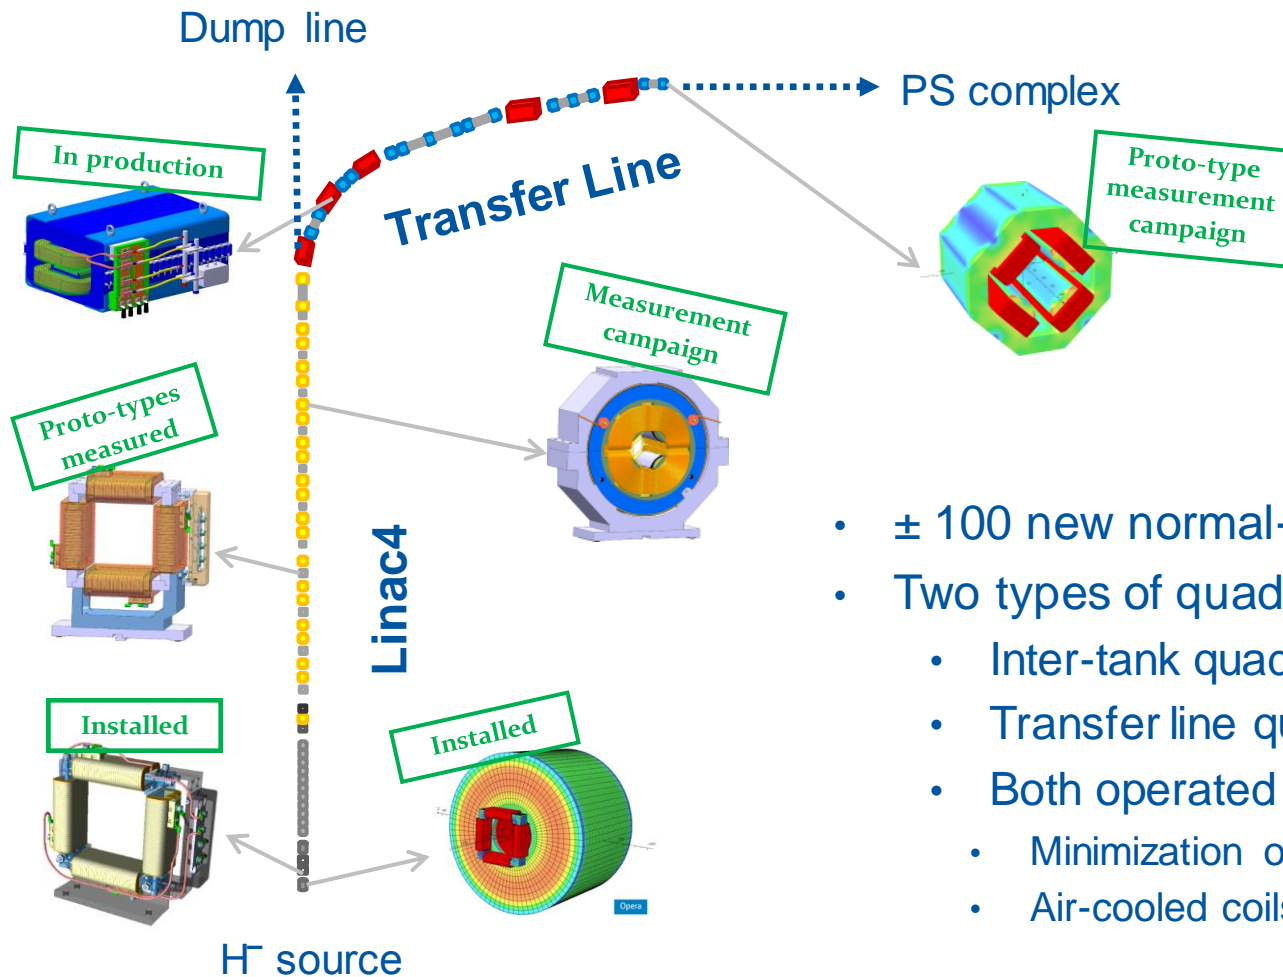 Dump line
PS complex
In production
Proto-type
measurement
campaign
Transfer Line
Measurement
campaign
Proto-types
measured
Linac4
• ± 100 new normal-
• Two types of quad
• Inter-tank quad
• Transfer line qu
• Both operated
• Minimization o
• Air-cooled coils
Installed
Installed
Opera
H⁻ source